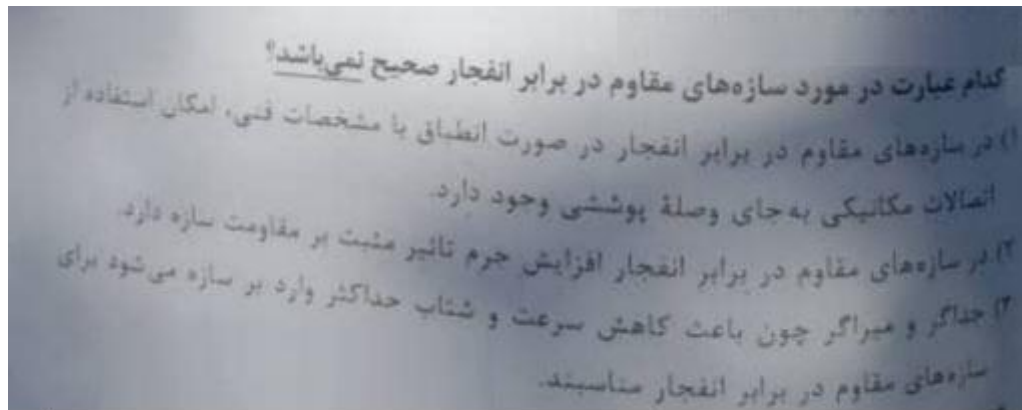 کدام عبارت در مورد سازه‌های مقاوم در برابر انفجار صحیح نمی‌باشد؟
۱) در سازه‌های مقاوم در برابر انفجار در صورت انطباق با مشخصات فنی، امکان استفاده از
اتصالات مکانیکی به‌جای وصلهٔ پوششی وجود دارد.
۲) در سازه‌های مقاوم در برابر انفجار افزایش جرم تاثیر مثبت بر مقاومت سازه دارد.
۳) جداگر و میراگر چون باعث کاهش سرعت و شتاب حداکثر وارد بر سازه می‌شود برای
سازه‌های مقاوم در برابر انفجار مناسبند.